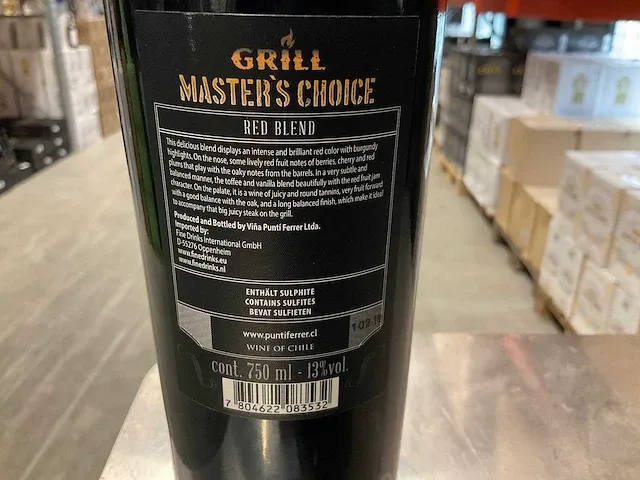 GRILL
MASTER'S CHOICE
RED BLEND
This delicious blend displays an intense and brilliant red color with burgundy
highlights. On the nose, some lively red fruit notes of berries, cherry and red
plums that play with the oaky notes from the barrels. In a very subtle and
balanced manner, the toffee and vanilla blend beautifully with the red fruit jam
character. On the palate, it is a wine of juicy and round tannins, very fruit forward
with a good balance with the oak, and a long balanced finish, which make it ideal
to accompany that big juicy steak on the grill.
Produced and Bottled by Viña Puntí Ferrer Ltda.
Imported by:
Fine Drinks International GmbH
D-55276 Oppenheim
www.finedrinks.eu
www.finedrinks.nl
ENTHÄLT SULPHITE
CONTAINS SULFITES
BEVAT SULFIETEN
www.puntiferrer.cl
WINE OF CHILE
cont. 750 ml - 13%vol.
7 804622 083532